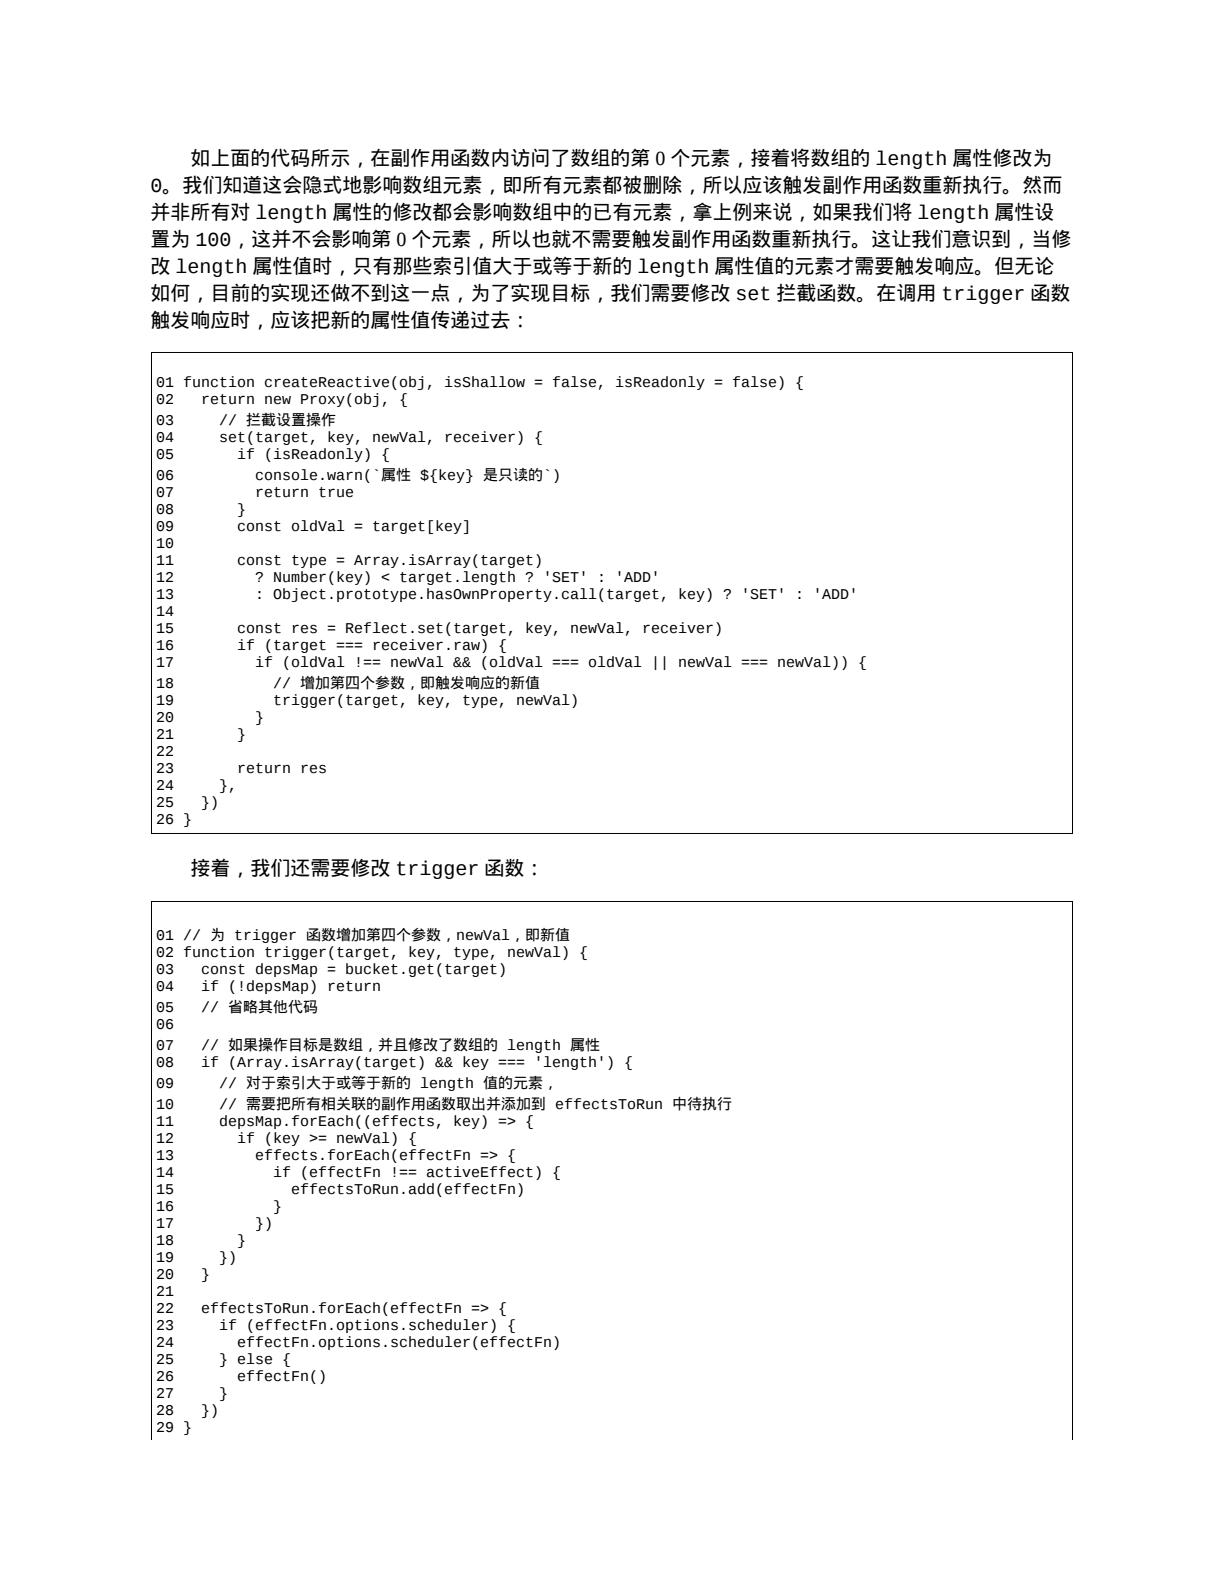 如上面的代码所示，在副作用函数内访问了数组的第 0 个元素，接着将数组的 length 属性修改为
0。我们知道这会隐式地影响数组元素，即所有元素都被删除，所以应该触发副作用函数重新执行。然而
并非所有对 length 属性的修改都会影响数组中的已有元素，拿上例来说，如果我们将 length 属性设
置为 100，这并不会影响第 0 个元素，所以也就不需要触发副作用函数重新执行。这让我们意识到，当修
改 length 属性值时，只有那些索引值大于或等于新的 length 属性值的元素才需要触发响应。但无论
如何，目前的实现还做不到这一点，为了实现目标，我们需要修改 set 拦截函数。在调用 trigger 函数
触发响应时，应该把新的属性值传递过去：
01 function createReactive(obj, isShallow = false, isReadonly = false) {
02   return new Proxy(obj, {
03     // 拦截设置操作
04     set(target, key, newVal, receiver) {
05       if (isReadonly) {
06         console.warn(`属性 ${key} 是只读的`)
07         return true
08       }
09       const oldVal = target[key]
10
11       const type = Array.isArray(target)
12         ? Number(key) < target.length ? 'SET' : 'ADD'
13         : Object.prototype.hasOwnProperty.call(target, key) ? 'SET' : 'ADD'
14
15       const res = Reflect.set(target, key, newVal, receiver)
16       if (target === receiver.raw) {
17         if (oldVal !== newVal && (oldVal === oldVal || newVal === newVal)) {
18           // 增加第四个参数，即触发响应的新值
19           trigger(target, key, type, newVal)
20         }
21       }
22
23       return res
24     },
25   })
26 }
接着，我们还需要修改 trigger 函数：
01 // 为 trigger 函数增加第四个参数，newVal，即新值
02 function trigger(target, key, type, newVal) {
03   const depsMap = bucket.get(target)
04   if (!depsMap) return
05   // 省略其他代码
06
07   // 如果操作目标是数组，并且修改了数组的 length 属性
08   if (Array.isArray(target) && key === 'length') {
09     // 对于索引大于或等于新的 length 值的元素，
10     // 需要把所有相关联的副作用函数取出并添加到 effectsToRun 中待执行
11     depsMap.forEach((effects, key) => {
12       if (key >= newVal) {
13         effects.forEach(effectFn => {
14           if (effectFn !== activeEffect) {
15             effectsToRun.add(effectFn)
16           }
17         })
18       }
19     })
20   }
21
22   effectsToRun.forEach(effectFn => {
23     if (effectFn.options.scheduler) {
24       effectFn.options.scheduler(effectFn)
25     } else {
26       effectFn()
27     }
28   })
29 }